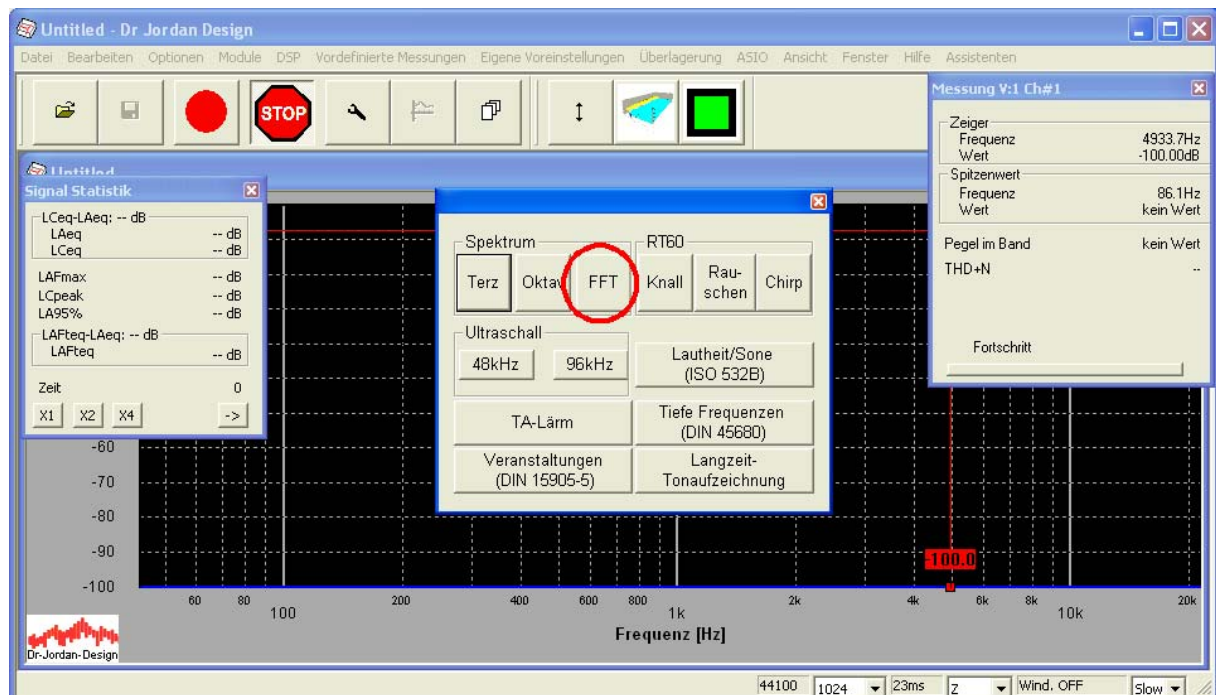 Untitled - Dr Jordan Design
Datei Bearbeiten Optionen Module DSP Vordefinierte Messungen Eigene Voreinstellungen Überlagerung ASIO Ansicht Fenster Hilfe Assistenten
STOP
Untitled
Signal Statistik
LCeq-LAeq: -- dB
LAeq -- dB
LCeq -- dB
LAFmax -- dB
LCpeak -- dB
LA95% -- dB
LAFteq-LAeq: -- dB
LAFteq -- dB
Zeit 0
X1 X2 X4 ->
Spektrum
Terz Oktav FFT
RT60
Knall Rau-
schen Chirp
Ultraschall
48kHz 96kHz
Lautheit/Sone
(ISO 532B)
TA-Lärm
Tiefe Frequenzen
(DIN 45680)
Veranstaltungen
(DIN 15905-5)
Langzeit-
Tonaufzeichnung
Messung V:1 Ch#1
Zeiger
Frequenz 4933.7Hz
Wert -100.00dB
Spitzenwert
Frequenz 86.1Hz
Wert kein Wert
Pegel im Band kein Wert
THD+N --
Fortschritt
-60
-70
-80
-90
-100
-100.0
60 80 100 200 400 600 800 1k 2k 4k 6k 8k 10k 20k
Frequenz [Hz]
Dr-Jordan-Design
44100 1024 23ms Z Wind. OFF Slow